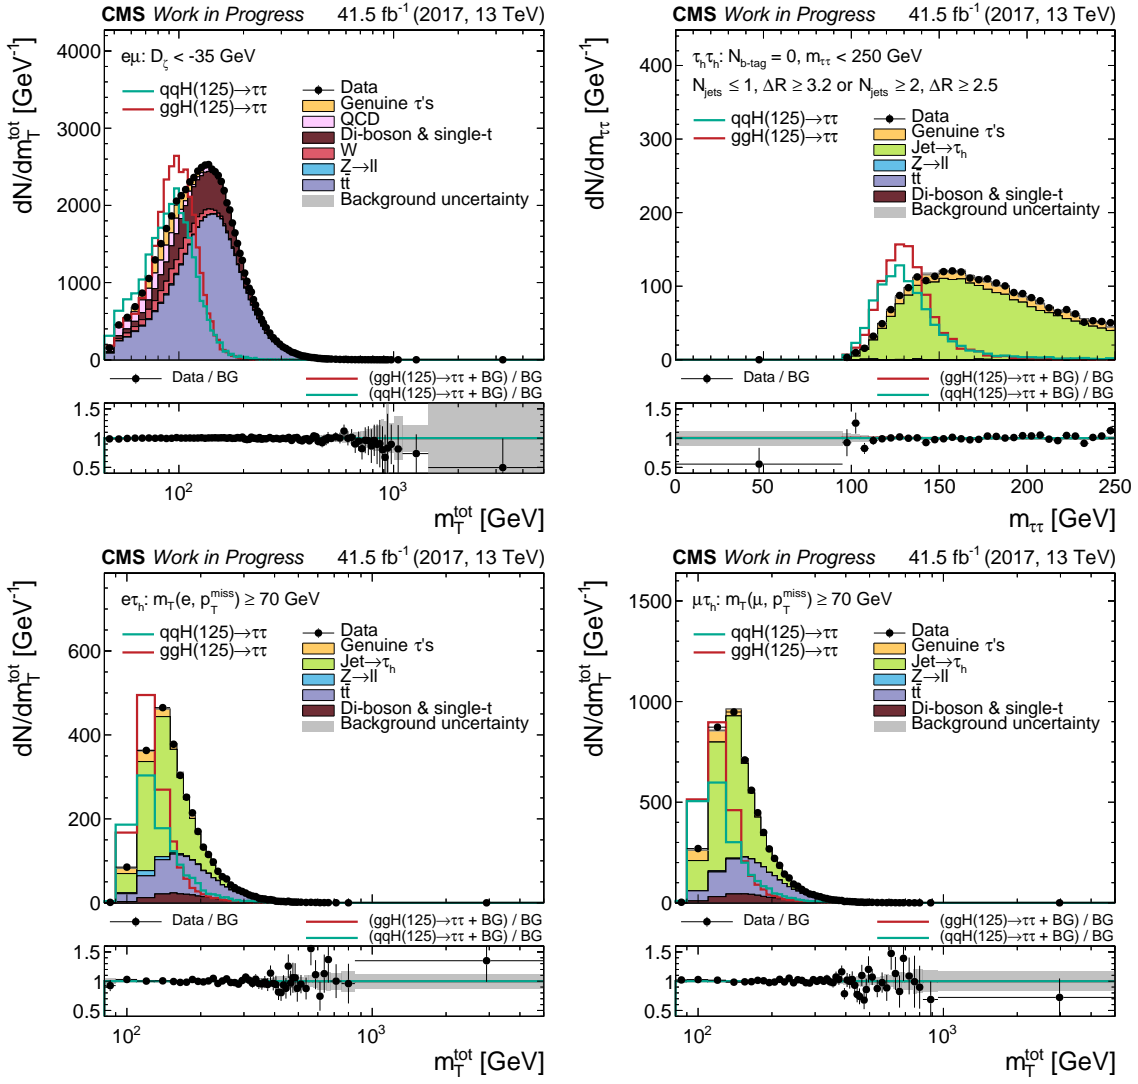 CMS Work in Progress 41.5 fb⁻¹ (2017, 13 TeV)
dN/dm_T^tot [GeV⁻¹]
4000
3000
2000
1000
0
eμ: D_ζ < -35 GeV
qqH(125)→ττ
ggH(125)→ττ
Data
Genuine τ's
QCD
Di-boson & single-t
W
Z→ll
tt̄
Background uncertainty
Data / BG
(ggH(125)→ττ + BG) / BG
(qqH(125)→ττ + BG) / BG
1.5
1
0.5
10² 10³
m_T^tot [GeV]
CMS Work in Progress 41.5 fb⁻¹ (2017, 13 TeV)
dN/dm_ττ [GeV⁻¹]
400
300
200
100
0
τ_hτ_h: N_b-tag = 0, m_ττ < 250 GeV
N_jets ≤ 1, ΔR ≥ 3.2 or N_jets ≥ 2, ΔR ≥ 2.5
qqH(125)→ττ
ggH(125)→ττ
Data
Genuine τ's
Jet→τ_h
Z→ll
tt̄
Di-boson & single-t
Background uncertainty
Data / BG
(ggH(125)→ττ + BG) / BG
(qqH(125)→ττ + BG) / BG
1.5
1
0.5
0 50 100 150 200 250
m_ττ [GeV]
CMS Work in Progress 41.5 fb⁻¹ (2017, 13 TeV)
dN/dm_T^tot [GeV⁻¹]
600
400
200
0
eτ_h: m_T(e, p_T^miss) ≥ 70 GeV
qqH(125)→ττ
ggH(125)→ττ
Data
Genuine τ's
Jet→τ_h
Z→ll
tt̄
Di-boson & single-t
Background uncertainty
Data / BG
(ggH(125)→ττ + BG) / BG
(qqH(125)→ττ + BG) / BG
1.5
1
0.5
10² 10³
m_T^tot [GeV]
CMS Work in Progress 41.5 fb⁻¹ (2017, 13 TeV)
dN/dm_T^tot [GeV⁻¹]
1500
1000
500
0
μτ_h: m_T(μ, p_T^miss) ≥ 70 GeV
qqH(125)→ττ
ggH(125)→ττ
Data
Genuine τ's
Jet→τ_h
Z→ll
tt̄
Di-boson & single-t
Background uncertainty
Data / BG
(ggH(125)→ττ + BG) / BG
(qqH(125)→ττ + BG) / BG
1.5
1
0.5
10² 10³
m_T^tot [GeV]